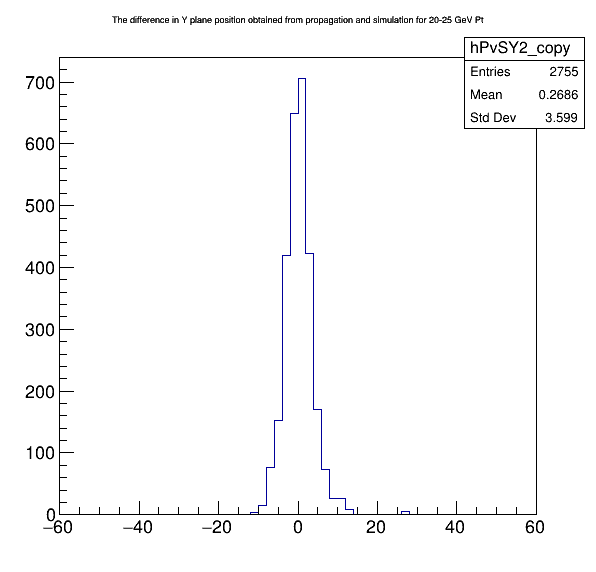 The difference in Y plane position obtained from propagation and simulation for 20-25 GeV Pt
hPvSY2_copy
Entries 2755
Mean 0.2686
Std Dev 3.599
700
600
500
400
300
200
100
0
−60 −40 −20 0 20 40 60